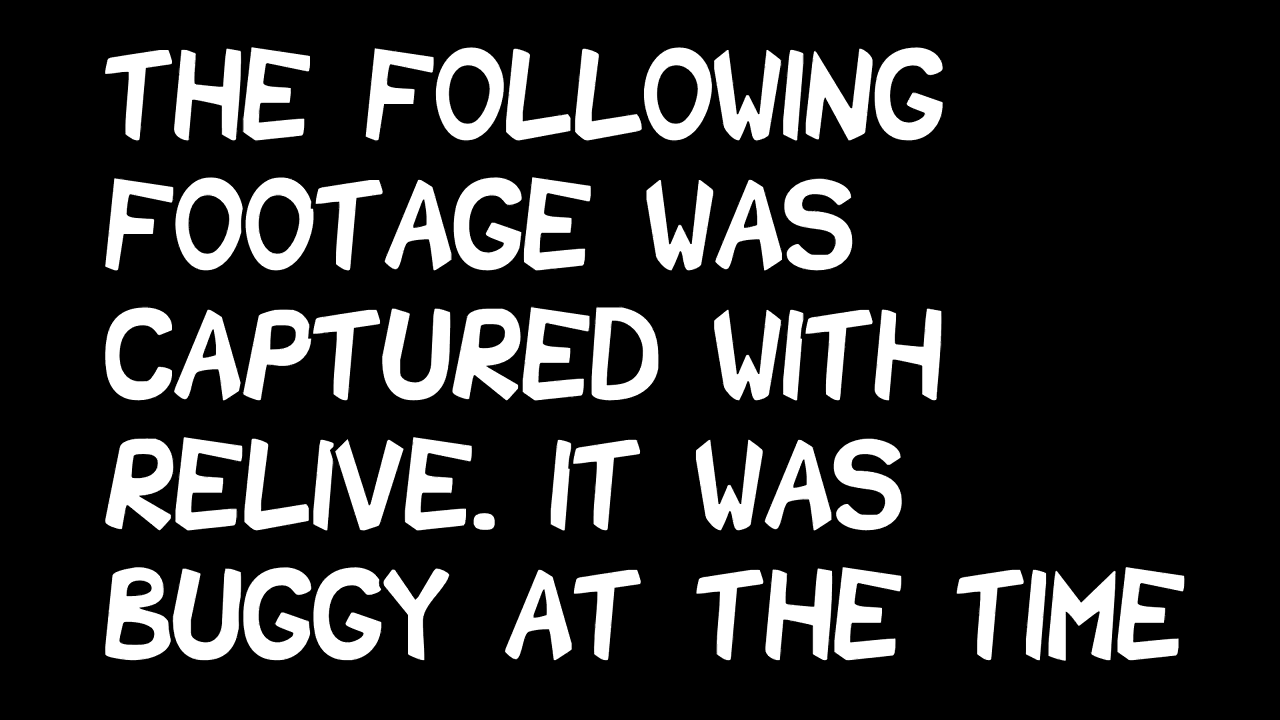 THE FOLLOWING
FOOTAGE WAS
CAPTURED WITH
RELIVE. IT WAS
BUGGY AT THE TIME